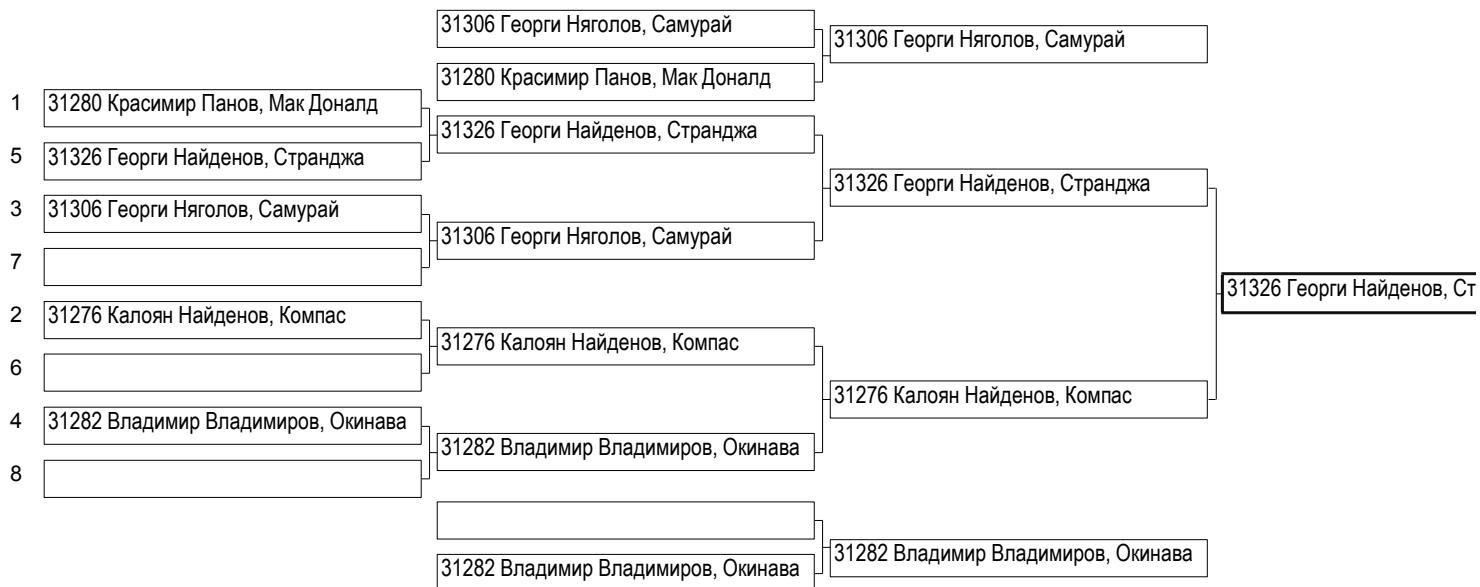 31306 Георги Няголов, Самурай
31306 Георги Няголов, Самурай
31280 Красимир Панов, Мак Доналд
1 31280 Красимир Панов, Мак Доналд
31326 Георги Найденов, Странджа
5 31326 Георги Найденов, Странджа
31326 Георги Найденов, Странджа
3 31306 Георги Няголов, Самурай
31306 Георги Няголов, Самурай
7
31326 Георги Найденов, Ст
2 31276 Калоян Найденов, Компас
31276 Калоян Найденов, Компас
6
31276 Калоян Найденов, Компас
4 31282 Владимир Владимиров, Окинава
31282 Владимир Владимиров, Окинава
8
31282 Владимир Владимиров, Окинава
31282 Владимир Владимиров, Окинава